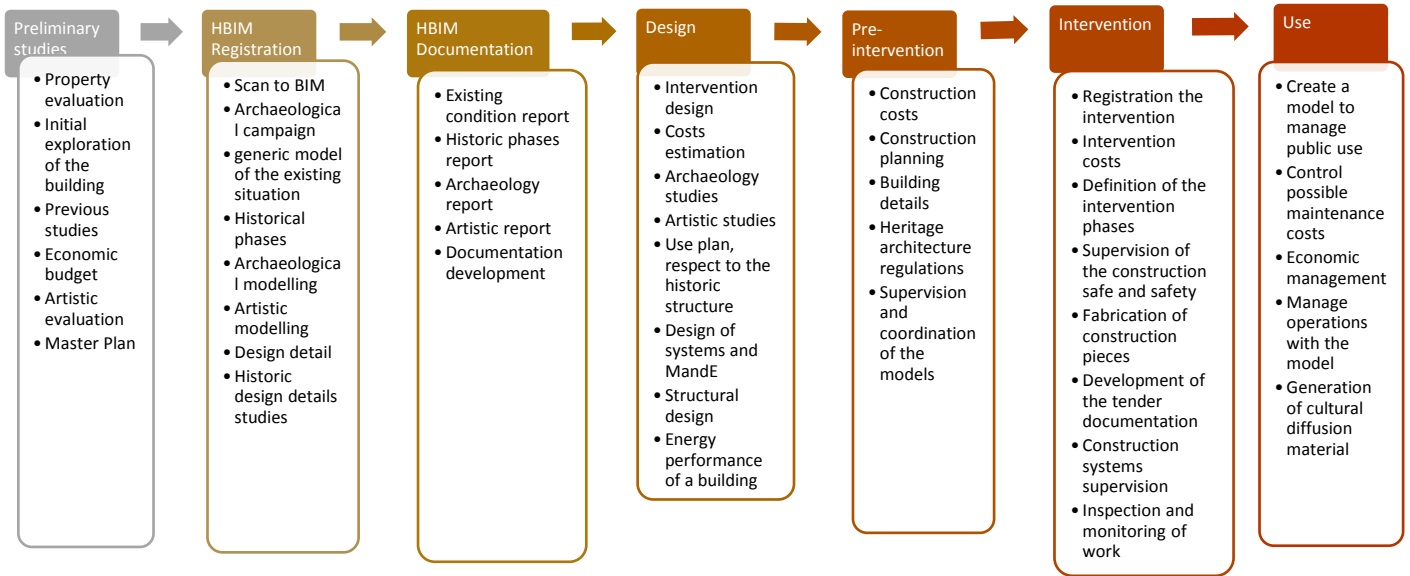 Preliminary
studies
• Property
evaluation
• Initial
exploration
of the
building
• Previous
studies
• Economic
budget
• Artistic
evaluation
• Master Plan
HBIM
Registration
• Scan to BIM
• Archaeologica
l campaign
• generic model
of the existing
situation
• Historical
phases
• Archaeologica
l modelling
• Artistic
modelling
• Design detail
• Historic
design details
studies
HBIM
Documentation
• Existing
condition report
• Historic phases
report
• Archaeology
report
• Artistic report
• Documentation
development
Design
• Intervention
design
• Costs
estimation
• Archaeology
studies
• Artistic studies
• Use plan,
respect to the
historic
structure
• Design of
systems and
MandE
• Structural
design
• Energy
performance
of a building
Pre-
intervention
• Construction
costs
• Construction
planning
• Building
details
• Heritage
architecture
regulations
• Supervision
and
coordination
of the
models
Intervention
• Registration the
intervention
• Intervention
costs
• Definition of the
intervention
phases
• Supervision of
the construction
safe and safety
• Fabrication of
construction
pieces
• Development of
the tender
documentation
• Construction
systems
supervision
• Inspection and
monitoring of
work
Use
• Create a
model to
manage
public use
• Control
possible
maintenance
costs
• Economic
management
• Manage
operations
with the
model
• Generation
of cultural
diffusion
material